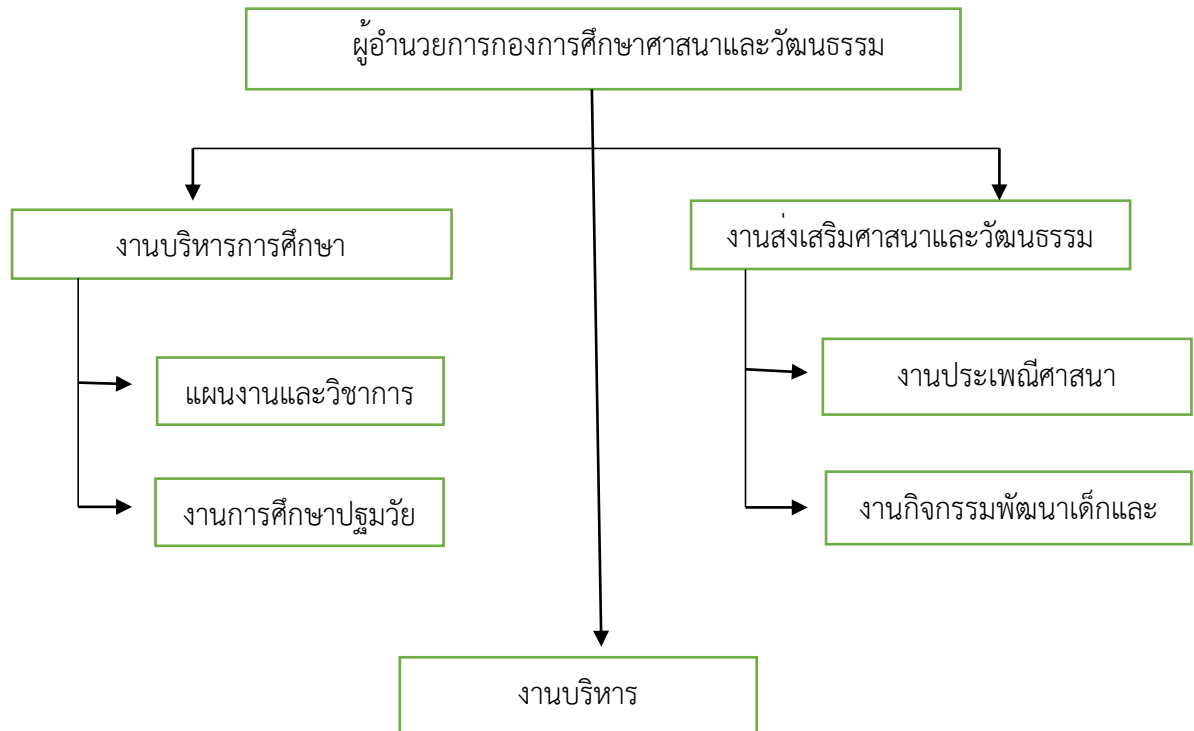 ผู้อำนวยการกองการศึกษาศาสนาและวัฒนธรรม
งานบริหารการศึกษา
งานส่งเสริมศาสนาและวัฒนธรรม
แผนงานและวิชาการ
งานประเพณีศาสนา
งานการศึกษาปฐมวัย
งานกิจกรรมพัฒนาเด็กและ
งานบริหาร